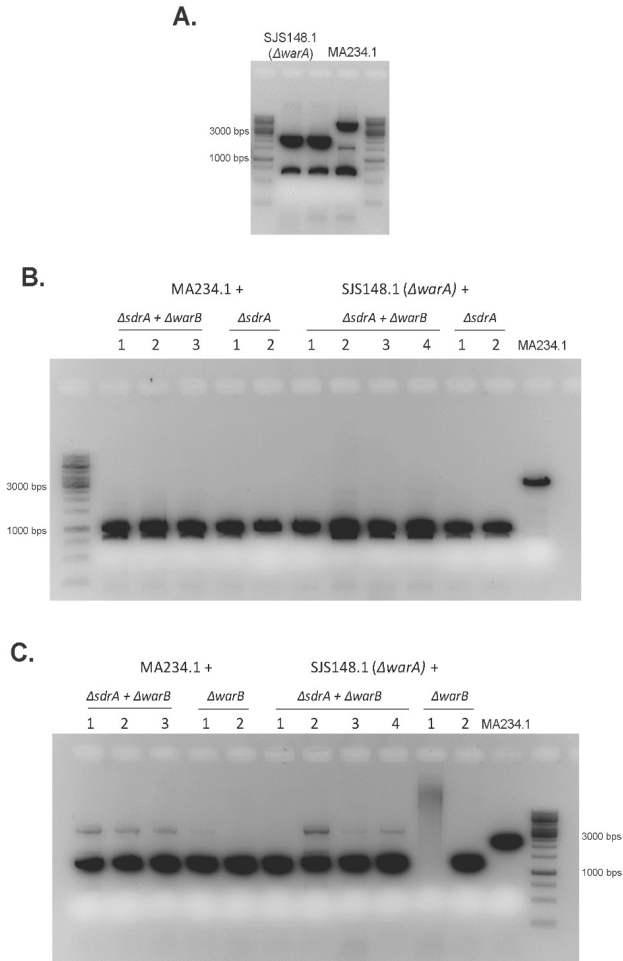 A.
SJS148.1
(ΔwarA) MA234.1
3000 bps
1000 bps
B.
MA234.1 + SJS148.1 (ΔwarA) +
ΔsdrA + ΔwarB ΔsdrA ΔsdrA + ΔwarB ΔsdrA
1 2 3 1 2 1 2 3 4 1 2 MA234.1
3000 bps
1000 bps
C.
MA234.1 + SJS148.1 (ΔwarA) +
ΔsdrA + ΔwarB ΔwarB ΔsdrA + ΔwarB ΔwarB
1 2 3 1 2 1 2 3 4 1 2 MA234.1
3000 bps
1000 bps